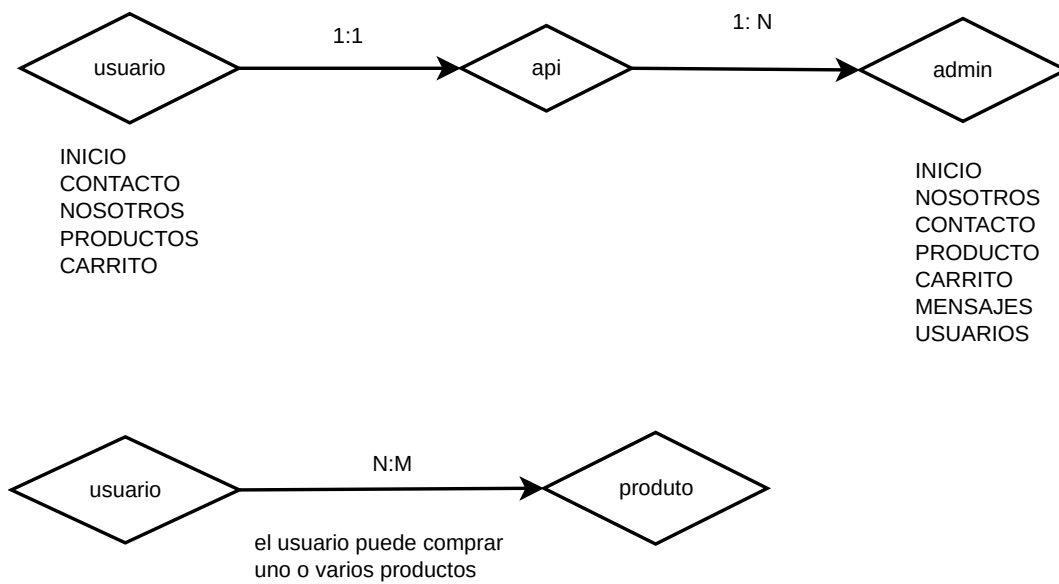 usuario
1:1
api
1: N
admin
INICIO
CONTACTO
NOSOTROS
PRODUCTOS
CARRITO
INICIO
NOSOTROS
CONTACTO
PRODUCTO
CARRITO
MENSAJES
USUARIOS
usuario
N:M
produto
el usuario puede comprar
uno o varios productos